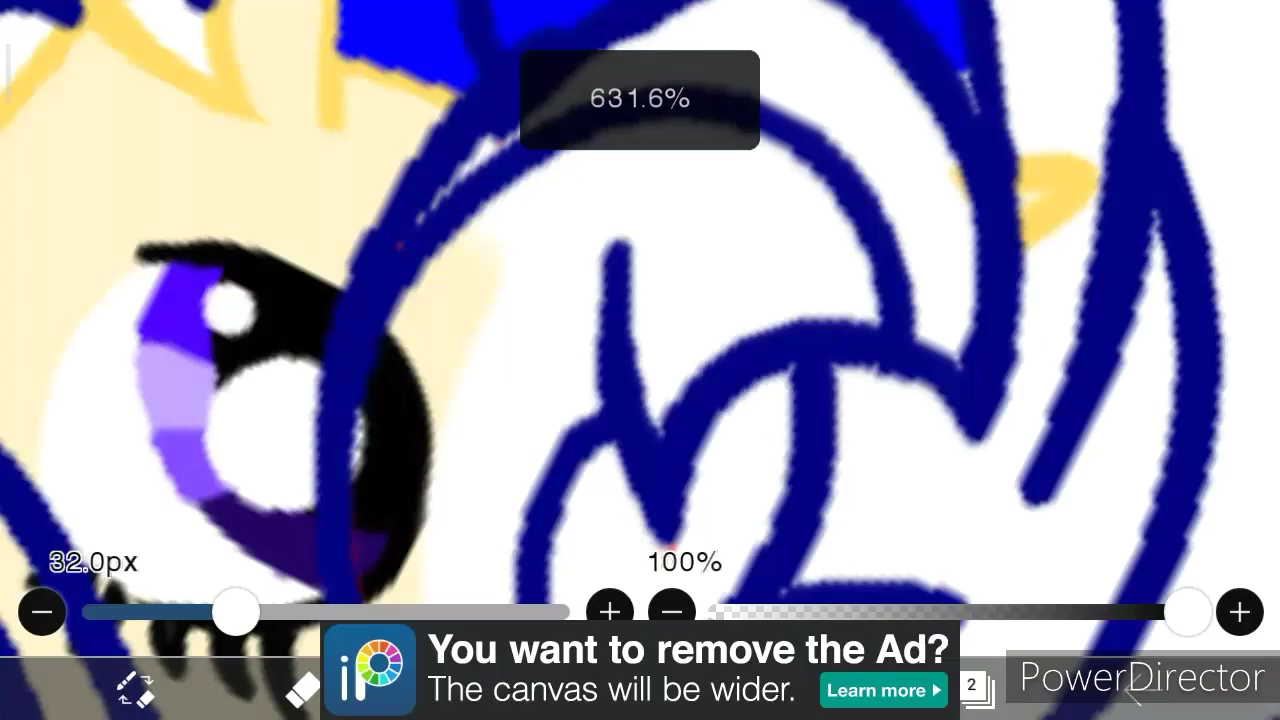 631.6%
32.0px
100%
iP
You want to remove the Ad?
The canvas will be wider.
Learn more
2
PowerDirector